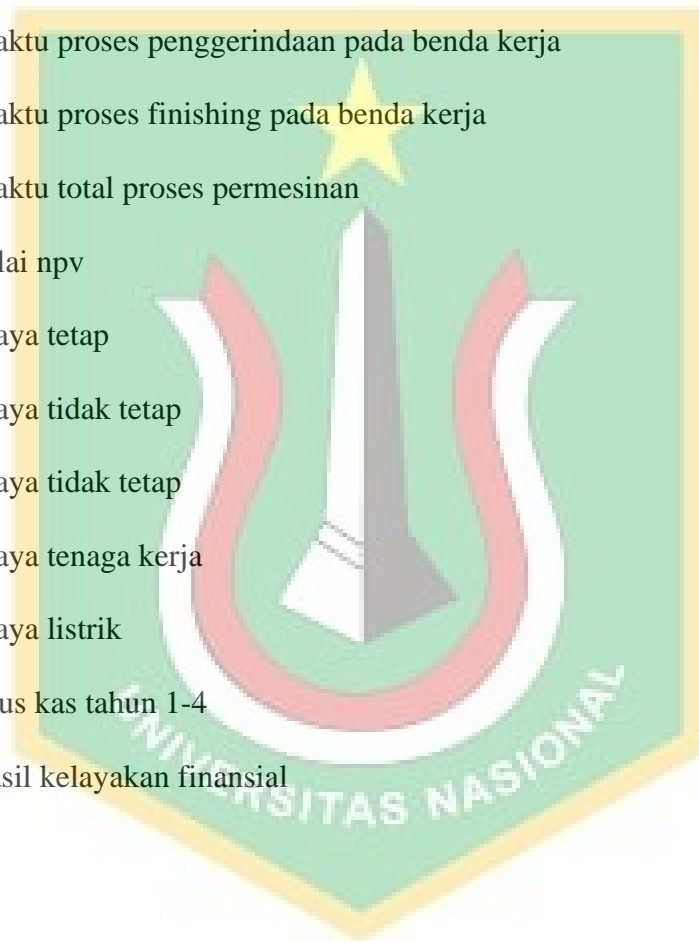 aktu proses penggerindaan pada benda kerja
aktu proses finishing pada benda kerja
aktu total proses permesinan
lai npv
aya tetap
aya tidak tetap
aya tidak tetap
aya tenaga kerja
aya listrik
us kas tahun 1-4
asil kelayakan finansial
UNIVERSITAS NASIONAL